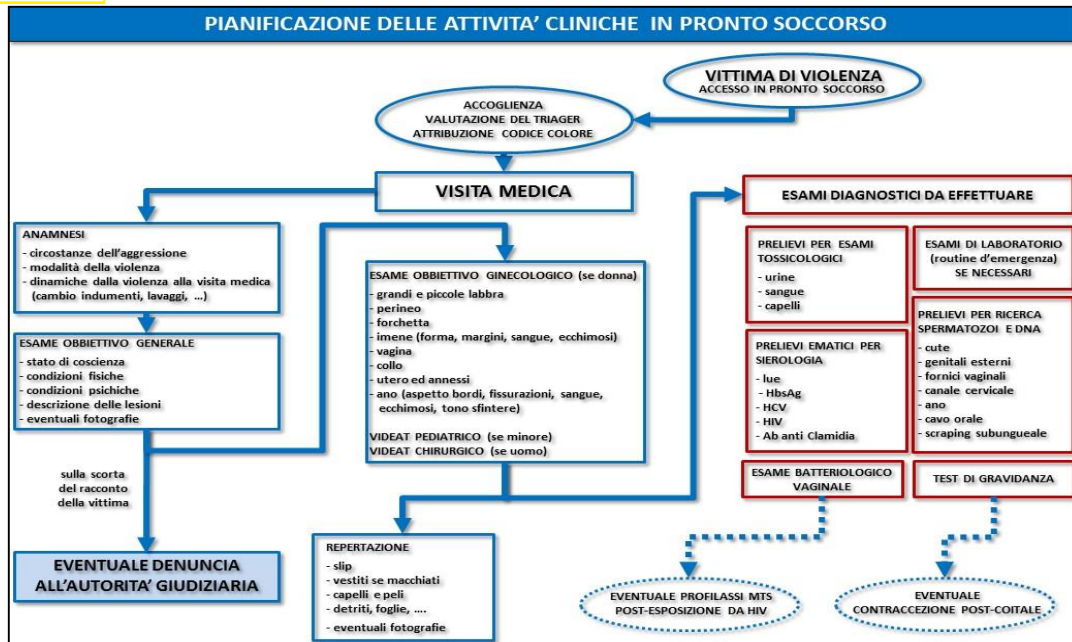 PIANIFICAZIONE DELLE ATTIVITA’ CLINICHE IN PRONTO SOCCORSO
VITTIMA DI VIOLENZA
ACCESSO IN PRONTO SOCCORSO
ACCOGLIENZA
VALUTAZIONE DEL TRIAGER
ATTRIBUZIONE CODICE COLORE
VISITA MEDICA
ANAMNESI
- circostanze dell’aggressione
- modalità della violenza
- dinamiche dalla violenza alla visita medica
(cambio indumenti, lavaggi, ...)
ESAME OBBIETTIVO GENERALE
- stato di coscienza
- condizioni fisiche
- condizioni psichiche
- descrizione delle lesioni
- eventuali fotografie
sulla scorta
del racconto
della vittima
EVENTUALE DENUNCIA
ALL’AUTORITA’ GIUDIZIARIA
ESAME OBBIETTIVO GINECOLOGICO (se donna)
- grandi e piccole labbra
- perineo
- forchetta
- imene (forma, margini, sangue, ecchimosi)
- vagina
- collo
- utero ed annessi
- ano (aspetto bordi, fissurazioni, sangue,
ecchimosi, tono sfintere)
VIDEAT PEDIATRICO (se minore)
VIDEAT CHIRURGICO (se uomo)
REPERTAZIONE
- slip
- vestiti se macchiati
- capelli e peli
- detriti, foglie, ....
- eventuali fotografie
ESAMI DIAGNOSTICI DA EFFETTUARE
PRELIEVI PER ESAMI
TOSSICOLOGICI
- urine
- sangue
- capelli
PRELIEVI EMATICI PER
SIEROLOGIA
- lue
- HbsAg
- HCV
- HIV
- Ab anti Clamidia
ESAME BATTERIOLOGICO
VAGINALE
ESAMI DI LABORATORIO
(routine d’emergenza)
SE NECESSARI
PRELIEVI PER RICERCA
SPERMATOZOI E DNA
- cute
- genitali esterni
- fornici vaginali
- canale cervicale
- ano
- cavo orale
- scraping subungueale
TEST DI GRAVIDANZA
EVENTUALE PROFILASSI MTS
POST-ESPOSIZIONE DA HIV
EVENTUALE
CONTRACCEZIONE POST-COITALE